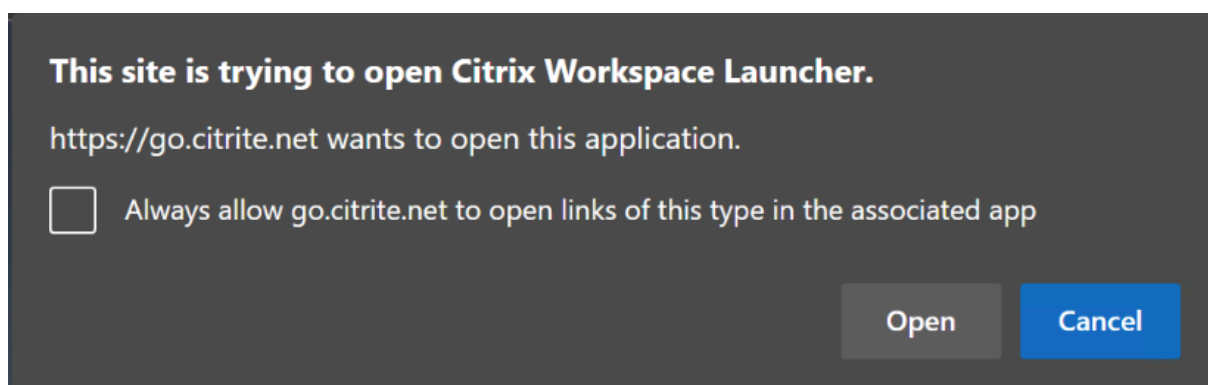 This site is trying to open Citrix Workspace Launcher.
https://go.citrite.net wants to open this application.
Always allow go.citrite.net to open links of this type in the associated app
Open Cancel